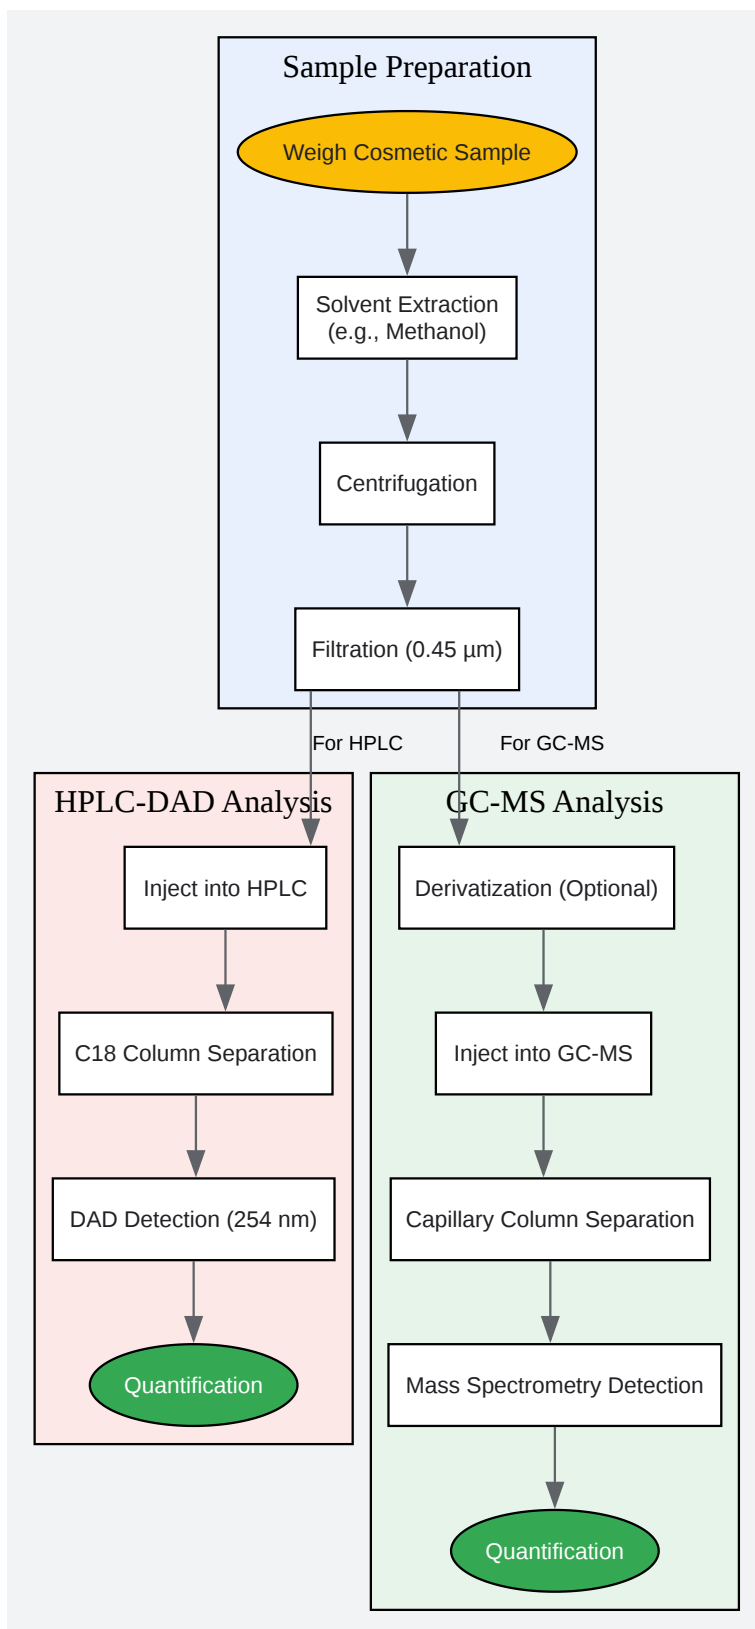 Sample Preparation
Weigh Cosmetic Sample
Solvent Extraction
(e.g., Methanol)
Centrifugation
Filtration (0.45 µm)
For HPLC
For GC-MS
HPLC-DAD Analysis
Inject into HPLC
C18 Column Separation
DAD Detection (254 nm)
Quantification
GC-MS Analysis
Derivatization (Optional)
Inject into GC-MS
Capillary Column Separation
Mass Spectrometry Detection
Quantification